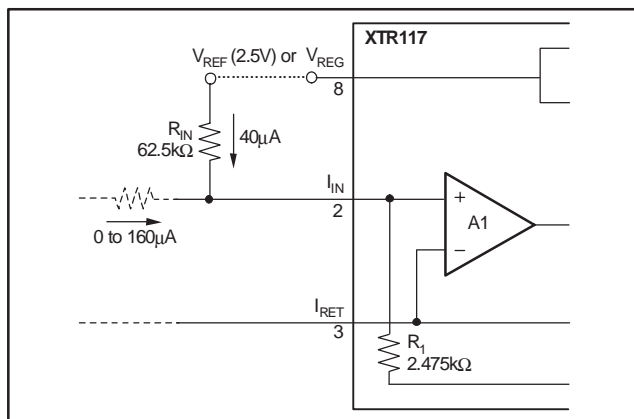 XTR117
VREF (2.5V) or VREG
8
RIN
62.5kΩ
40μA
IIN
2
+
A1
−
0 to 160μA
IRET
3
R1
2.475kΩ